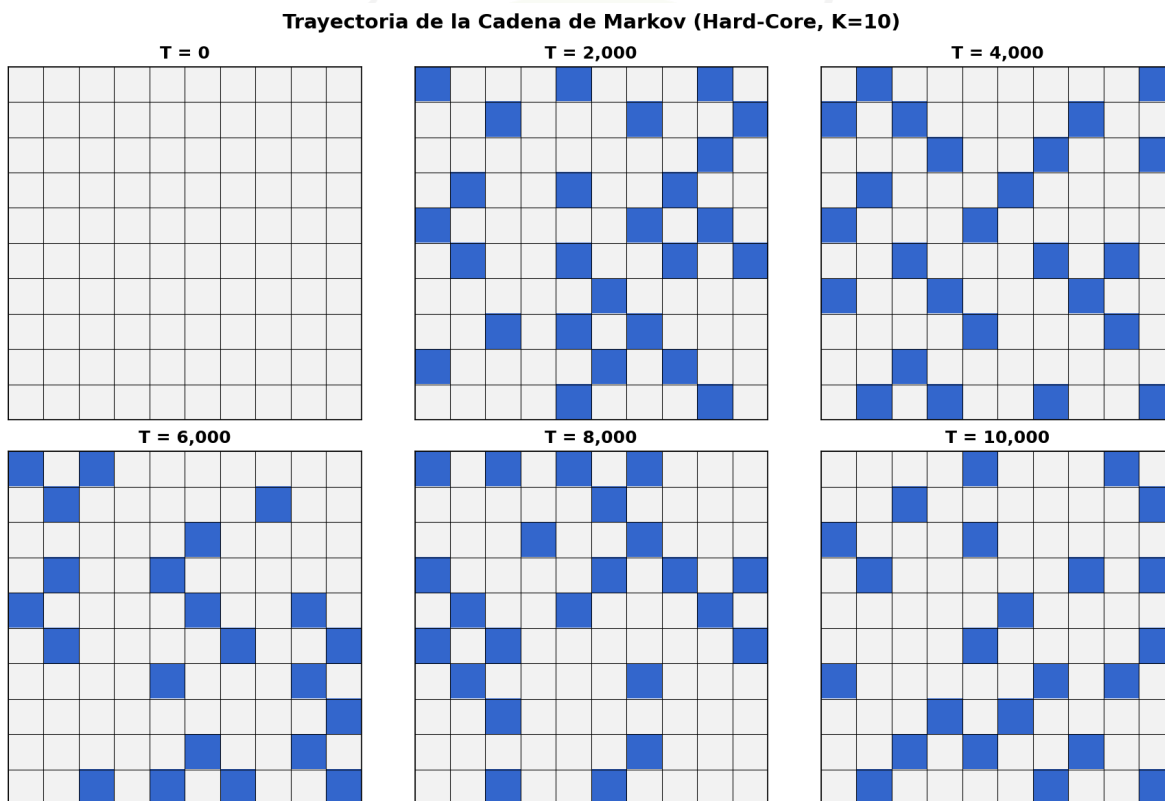 Trayectoria de la Cadena de Markov (Hard-Core, K=10)
T = 0
T = 2,000
T = 4,000
T = 6,000
T = 8,000
T = 10,000